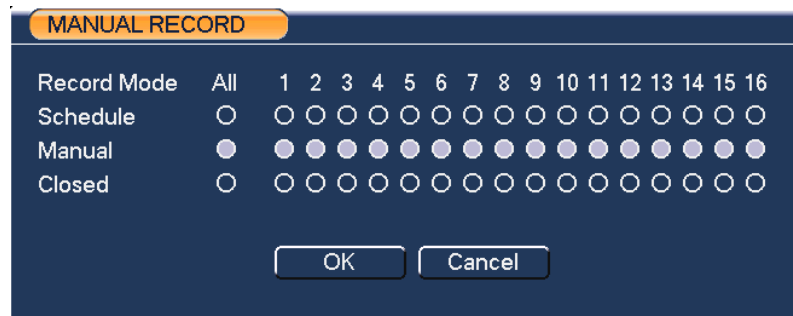 MANUAL RECORD
Record Mode All 1 2 3 4 5 6 7 8 9 10 11 12 13 14 15 16
Schedule
Manual
Closed
OK Cancel